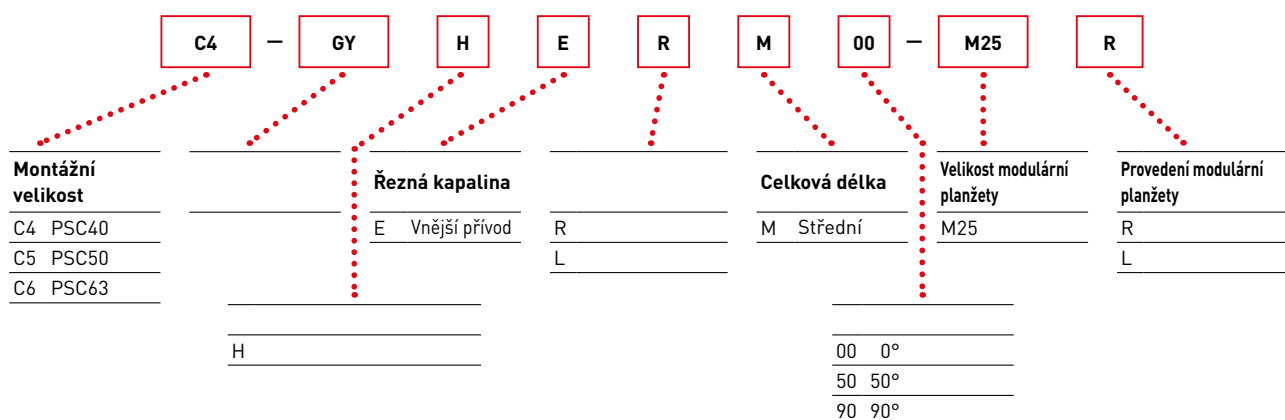 C4 – GY H E R M 00 – M25 R
Montážní
velikost
C4 PSC40
C5 PSC50
C6 PSC63
H
Řezná kapalina
E Vnější přívod
R
L
Celková délka
M Střední
00 0°
50 50°
90 90°
Velikost modulární
planžety
M25
Provedení modulární
planžety
R
L